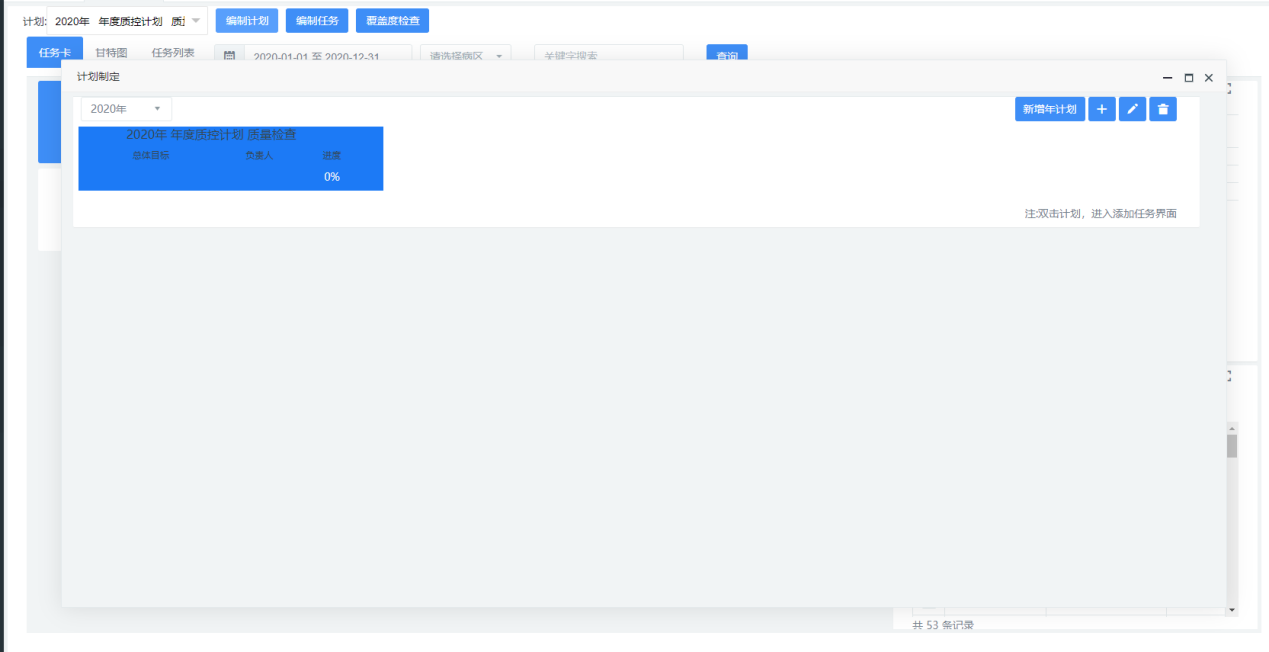 计划: 2020年 年度质控计划 质 编制计划 编制任务 覆盖度检查
任务卡 甘特图 任务列表 2020-01-01 至 2020-12-31 请选择病区 关键字搜索 查询
计划制定
2020年 新增年计划
2020年 年度质控计划 质量检查
总体目标 负责人 进度
0%
注:双击计划，进入添加任务界面
共 53 条记录